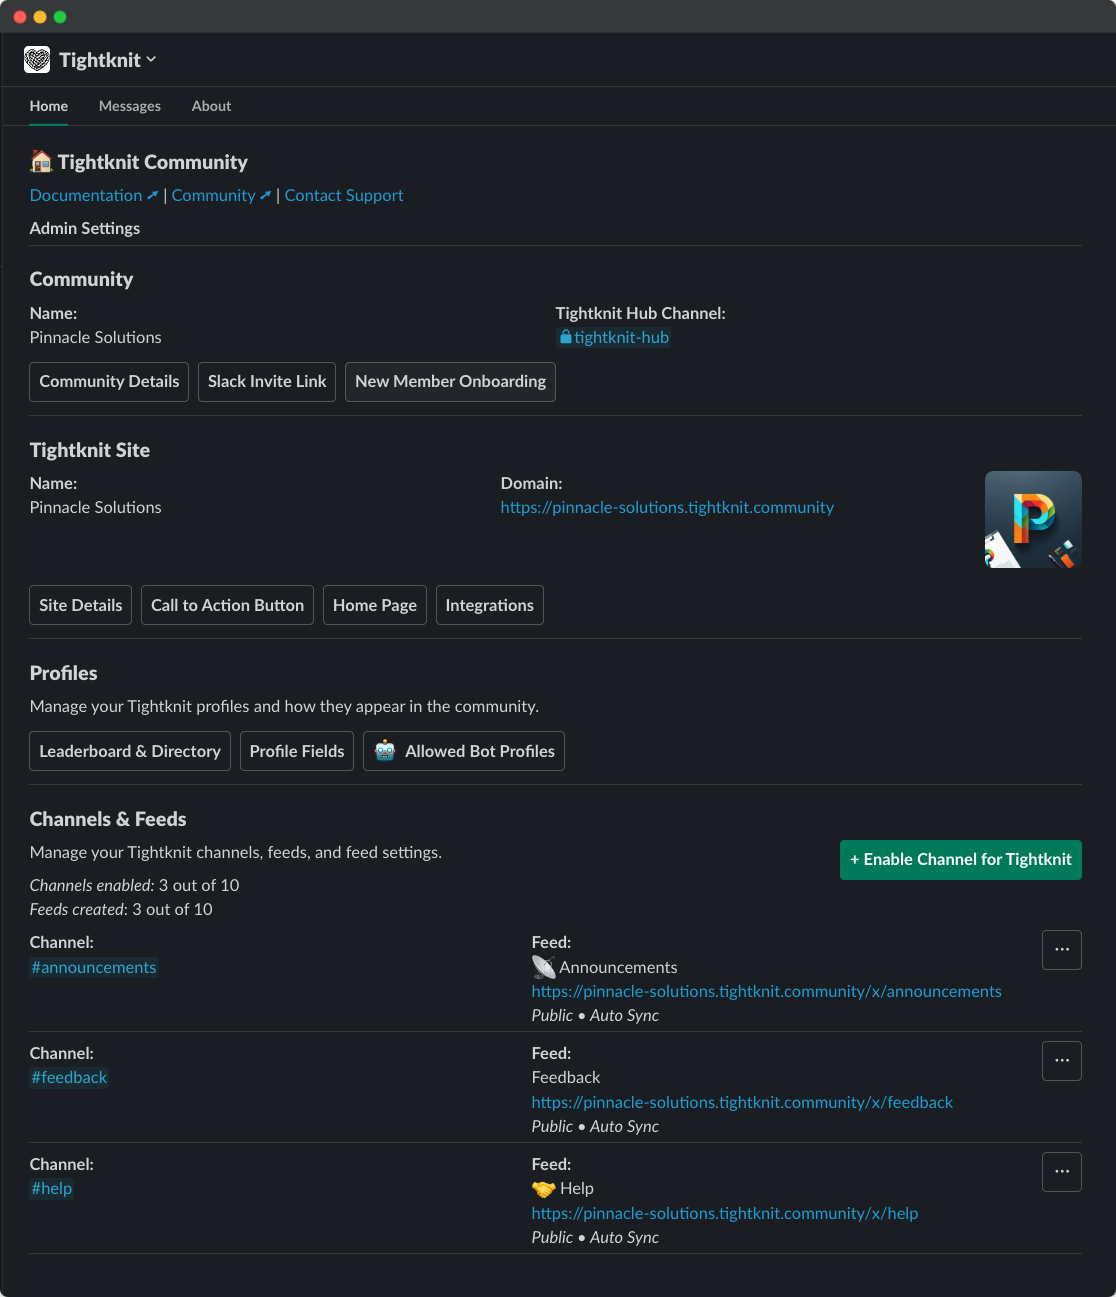 Tightknit
Home Messages About
Tightknit Community
Documentation | Community | Contact Support
Admin Settings
Community
Name: Tightknit Hub Channel:
Pinnacle Solutions tightknit-hub
Community Details Slack Invite Link New Member Onboarding
Tightknit Site
Name: Domain:
Pinnacle Solutions https://pinnacle-solutions.tightknit.community
P
Site Details Call to Action Button Home Page Integrations
Profiles
Manage your Tightknit profiles and how they appear in the community.
Leaderboard & Directory Profile Fields Allowed Bot Profiles
Channels & Feeds
Manage your Tightknit channels, feeds, and feed settings.
+ Enable Channel for Tightknit
Channels enabled: 3 out of 10
Feeds created: 3 out of 10
Channel: Feed:
#announcements Announcements
https://pinnacle-solutions.tightknit.community/x/announcements
Public • Auto Sync
Channel: Feed:
#feedback Feedback
https://pinnacle-solutions.tightknit.community/x/feedback
Public • Auto Sync
Channel: Feed:
#help Help
https://pinnacle-solutions.tightknit.community/x/help
Public • Auto Sync